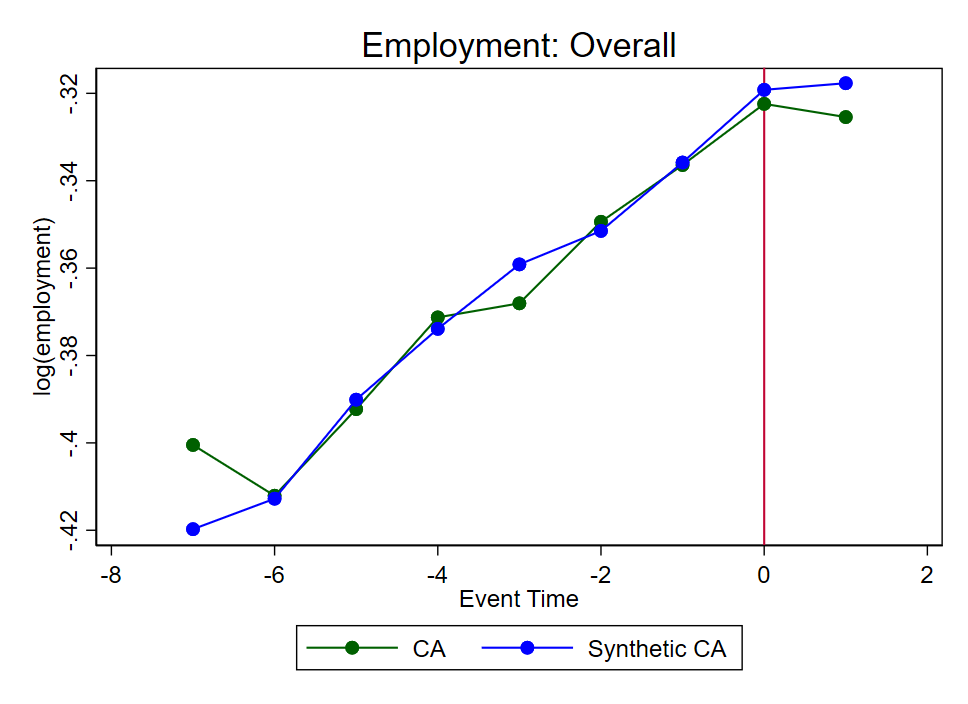 Employment: Overall
log(employment)
-.32
-.34
-.36
-.38
-.4
-.42
-8 -6 -4 -2 0 2
Event Time
CA Synthetic CA